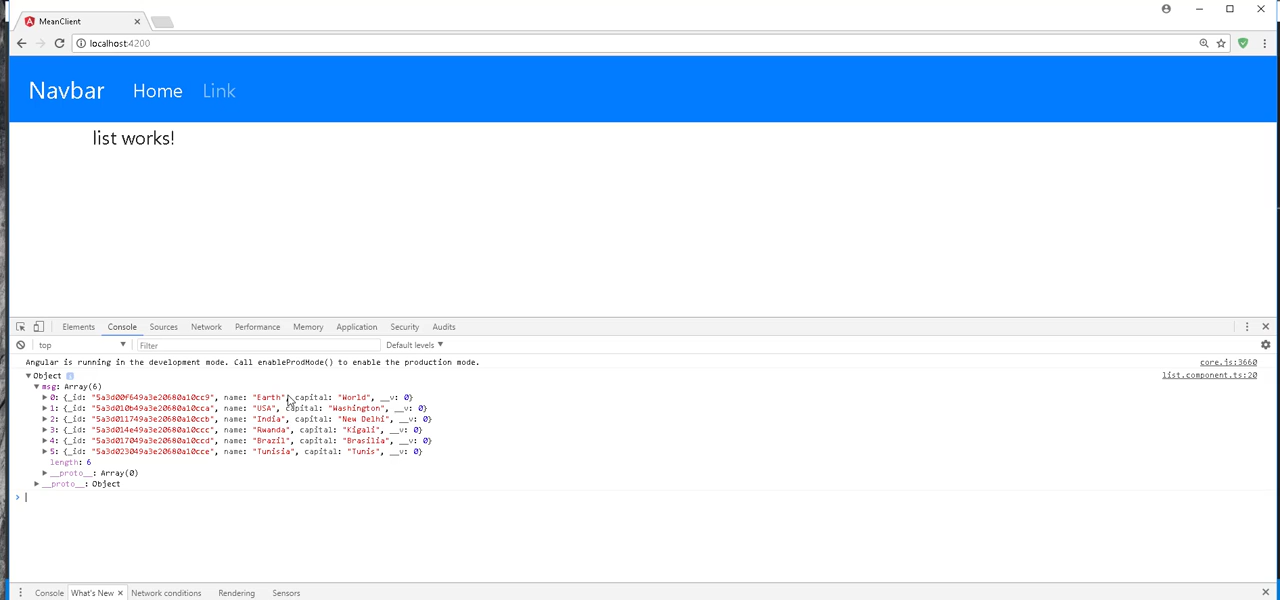 MeanClient
localhost:4200
Navbar Home Link
list works!
Elements Console Sources Network Performance Memory Application Security Audits
top Filter Default levels
Angular is running in the development mode. Call enableProdMode() to enable the production mode. core.js:3660
Object list.component.ts:20
msg: Array(6)
0: {_id: "5a3d00f649a3e20680a10cc9", name: "Earth", capital: "World", __v: 0}
1: {_id: "5a3d010b49a3e20680a10cca", name: "USA", capital: "Washington", __v: 0}
2: {_id: "5a3d011749a3e20680a10ccb", name: "India", capital: "New Delhi", __v: 0}
3: {_id: "5a3d014e49a3e20680a10ccc", name: "Rwanda", capital: "Kigali", __v: 0}
4: {_id: "5a3d017049a3e20680a10ccd", name: "Brazil", capital: "Brasilia", __v: 0}
5: {_id: "5a3d023049a3e20680a10cce", name: "Tunisia", capital: "Tunis", __v: 0}
length: 6
__proto__: Array(0)
__proto__: Object
Console What's New Network conditions Rendering Sensors